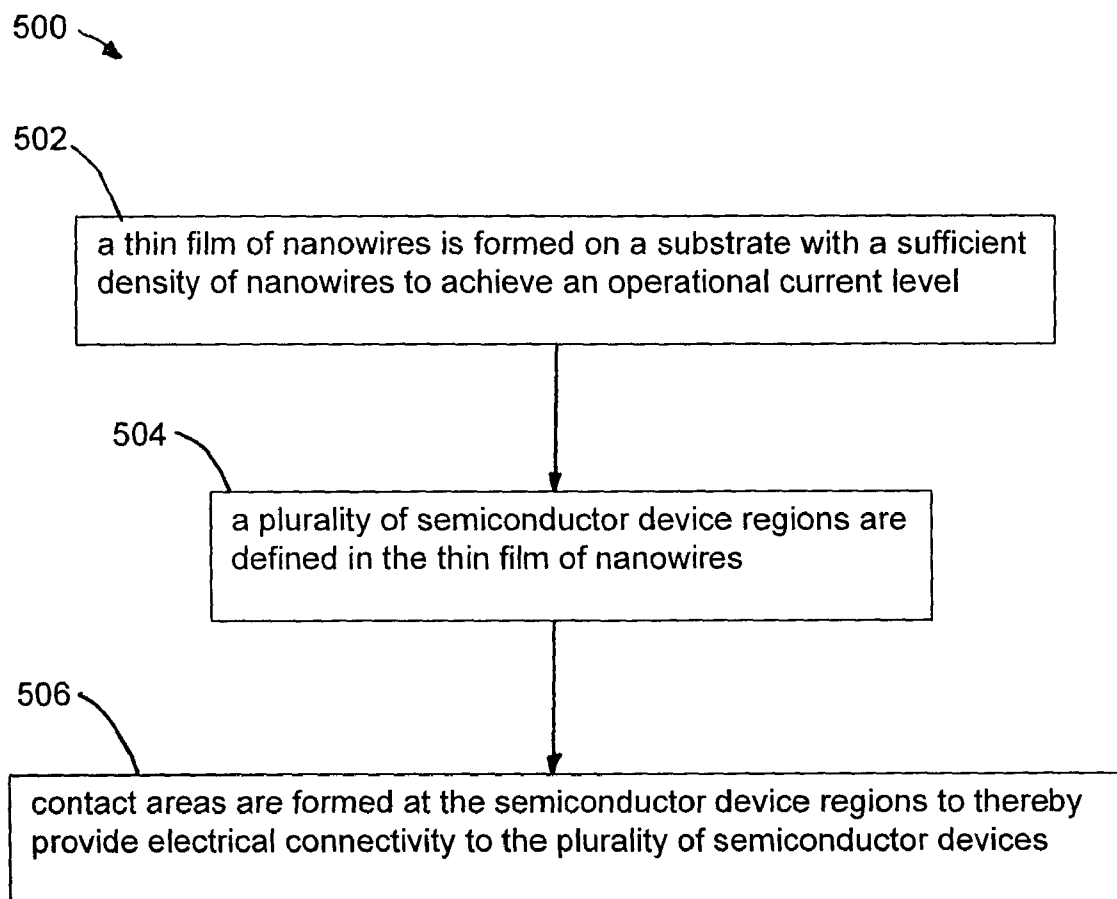 500
502
a thin film of nanowires is formed on a substrate with a sufficient
density of nanowires to achieve an operational current level
504
a plurality of semiconductor device regions are
defined in the thin film of nanowires
506
contact areas are formed at the semiconductor device regions to thereby
provide electrical connectivity to the plurality of semiconductor devices